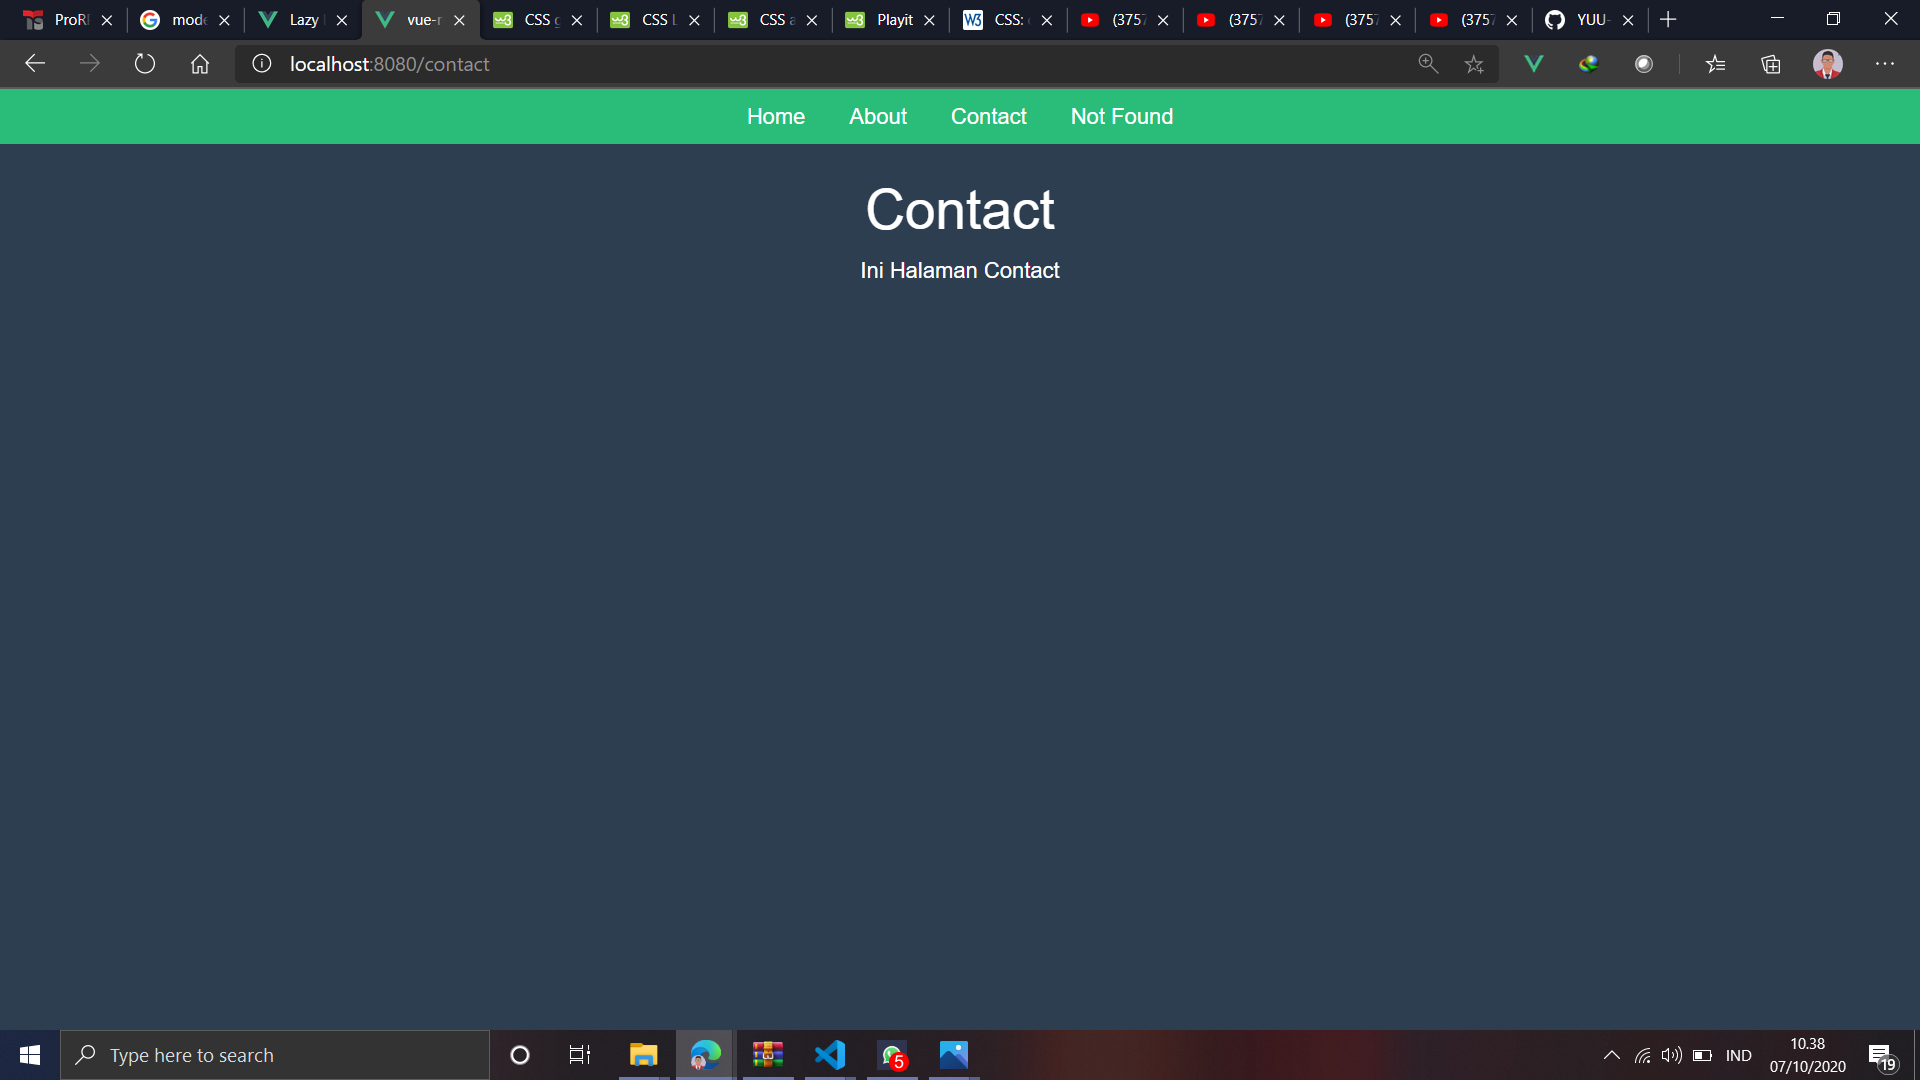 ProR
mode
Lazy
vue-r
CSS g
CSS L
CSS a
Playit
CSS:
(375
(375
(375
(375
YUU-
localhost:8080/contact
Home About Contact Not Found
Contact
Ini Halaman Contact
Type here to search
5
IND
10.38
07/10/2020
19